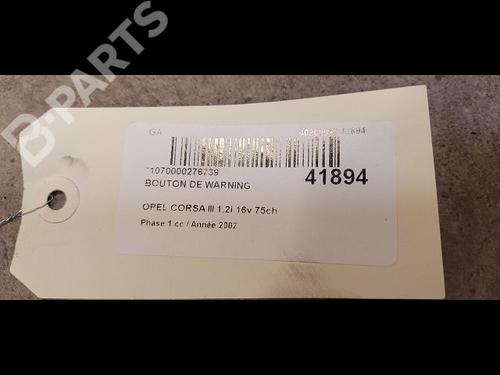 B-PARTS
GA
*1070000276739
BOUTON DE WARNING
41894
OPEL CORSA III 1.2i 16v 75ch
Phase 1 cc / Année 2002